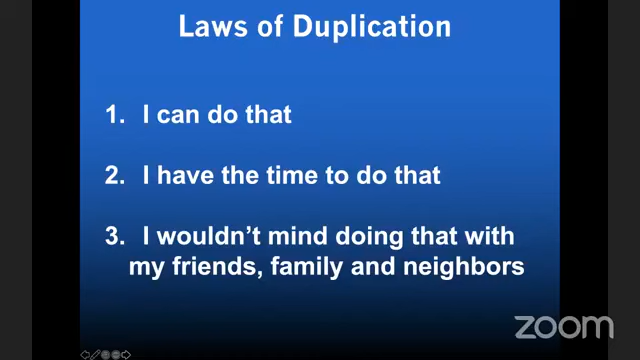 Laws of Duplication
1. I can do that
2. I have the time to do that
3. I wouldn’t mind doing that with
my friends, family and neighbors
zoom